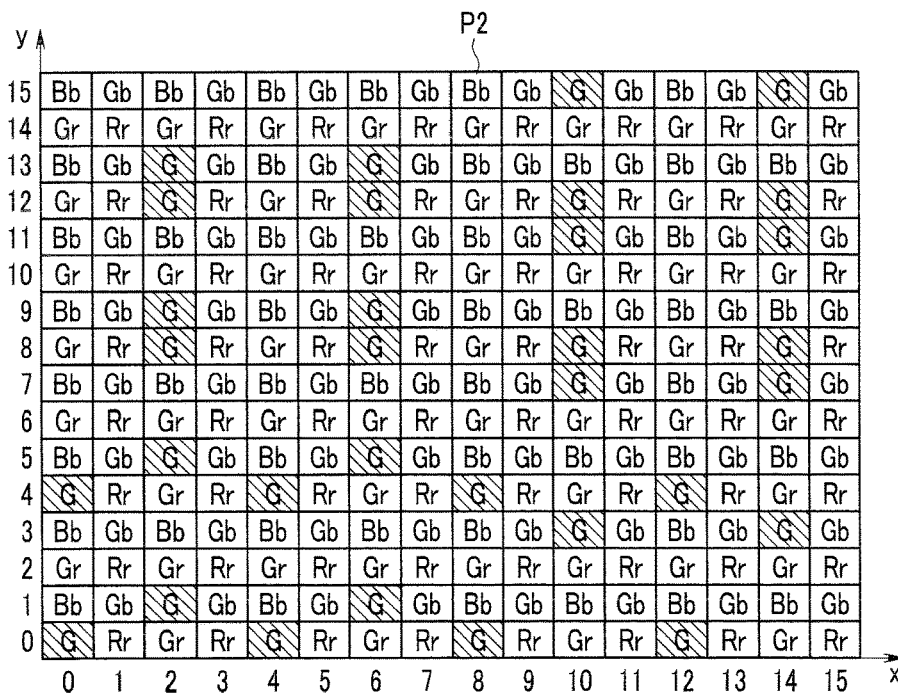 P2
y
15 Bb Gb Bb Gb Bb Gb Bb Gb Bb Gb G Gb Bb Gb G Gb
14 Gr Rr Gr Rr Gr Rr Gr Rr Gr Rr Gr Rr Gr Rr Gr Rr
13 Bb Gb G Gb Bb Gb G Gb Bb Gb Bb Gb Bb Gb Bb Gb
12 Gr Rr G Rr Gr Rr G Rr Gr Rr G Rr Gr Rr G Rr
11 Bb Gb Bb Gb Bb Gb Bb Gb Bb Gb G Gb Bb Gb G Gb
10 Gr Rr Gr Rr Gr Rr Gr Rr Gr Rr Gr Rr Gr Rr Gr Rr
9 Bb Gb G Gb Bb Gb G Gb Bb Gb Bb Gb Bb Gb Bb Gb
8 Gr Rr G Rr Gr Rr G Rr Gr Rr G Rr Gr Rr G Rr
7 Bb Gb Bb Gb Bb Gb Bb Gb Bb Gb G Gb Bb Gb G Gb
6 Gr Rr Gr Rr Gr Rr Gr Rr Gr Rr Gr Rr Gr Rr Gr Rr
5 Bb Gb G Gb Bb Gb G Gb Bb Gb Bb Gb Bb Gb Bb Gb
4 G Rr Gr Rr G Rr Gr Rr G Rr Gr Rr G Rr Gr Rr
3 Bb Gb Bb Gb Bb Gb Bb Gb Bb Gb G Gb Bb Gb G Gb
2 Gr Rr Gr Rr Gr Rr Gr Rr Gr Rr Gr Rr Gr Rr Gr Rr
1 Bb Gb G Gb Bb Gb G Gb Bb Gb Bb Gb Bb Gb Bb Gb
0 G Rr Gr Rr G Rr Gr Rr G Rr Gr Rr G Rr Gr Rr
0 1 2 3 4 5 6 7 8 9 10 11 12 13 14 15 x